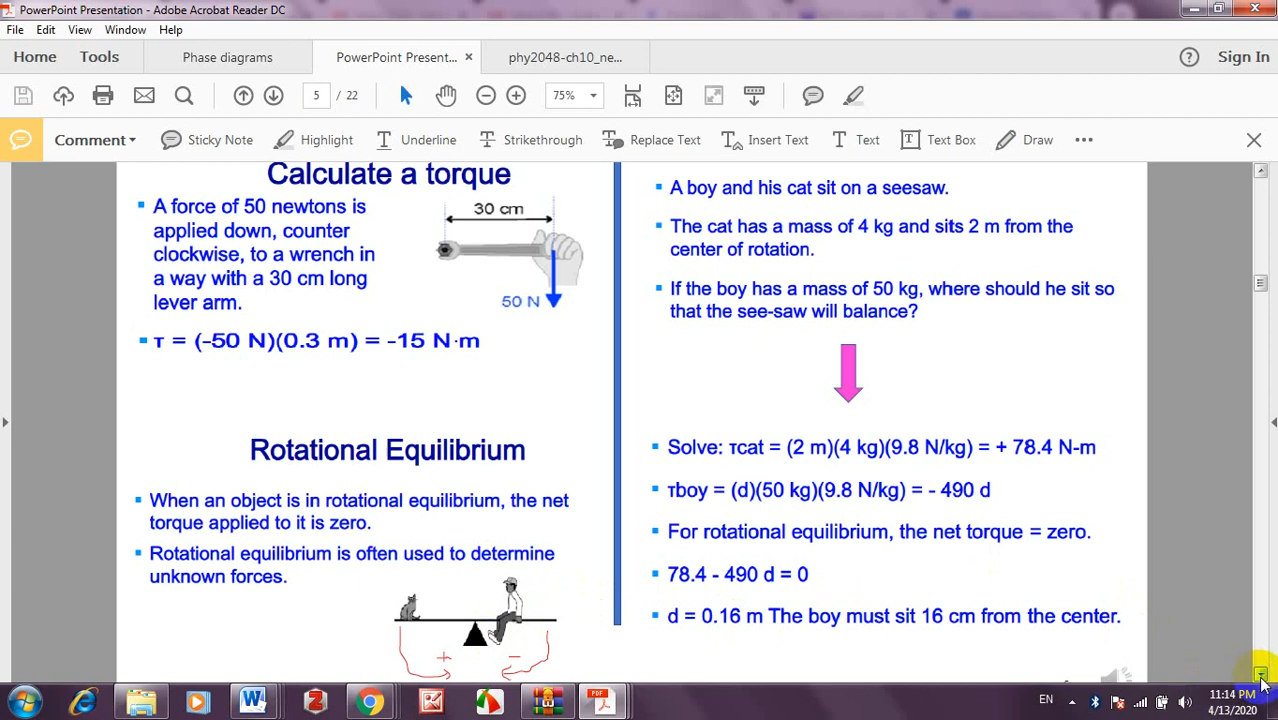 PowerPoint Presentation - Adobe Acrobat Reader DC
File Edit View Window Help
Home Tools Phase diagrams PowerPoint Present... × phy2048-ch10_ne... ? Sign In
5 / 22 75%
Comment Sticky Note Highlight Underline Strikethrough Replace Text Insert Text Text Text Box Draw
Calculate a torque
A force of 50 newtons is
applied down, counter
clockwise, to a wrench in
a way with a 30 cm long
lever arm.
30 cm
50 N
τ = (-50 N)(0.3 m) = -15 N·m
Rotational Equilibrium
When an object is in rotational equilibrium, the net
torque applied to it is zero.
Rotational equilibrium is often used to determine
unknown forces.
+ −
A boy and his cat sit on a seesaw.
The cat has a mass of 4 kg and sits 2 m from the
center of rotation.
If the boy has a mass of 50 kg, where should he sit so
that the see-saw will balance?
Solve: τcat = (2 m)(4 kg)(9.8 N/kg) = + 78.4 N-m
τboy = (d)(50 kg)(9.8 N/kg) = - 490 d
For rotational equilibrium, the net torque = zero.
78.4 - 490 d = 0
d = 0.16 m The boy must sit 16 cm from the center.
EN 11:14 PM
4/13/2020